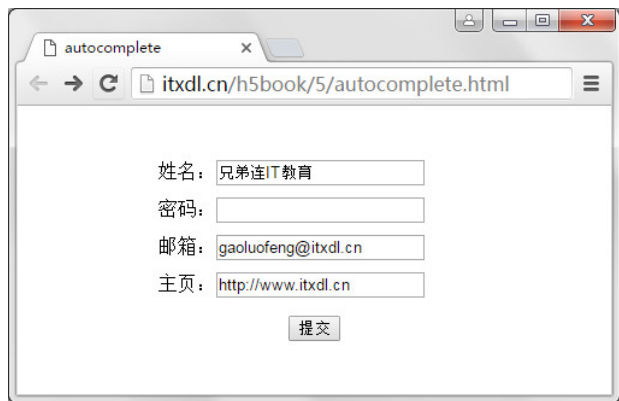 autocomplete
itxdl.cn/h5book/5/autocomplete.html
姓名： 兄弟连IT教育
密码：
邮箱： gaoluofeng@itxdl.cn
主页： http://www.itxdl.cn
提交